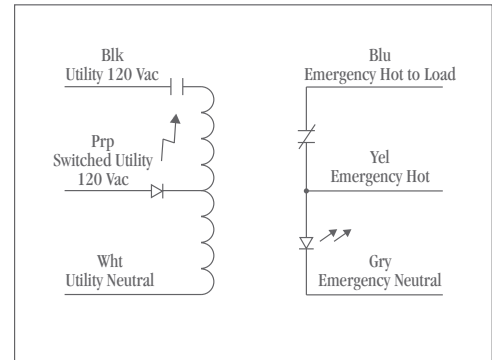 Blk
Utility 120 Vac
Prp
Switched Utility
120 Vac
Wht
Utility Neutral
Blu
Emergency Hot to Load
Yel
Emergency Hot
Gry
Emergency Neutral